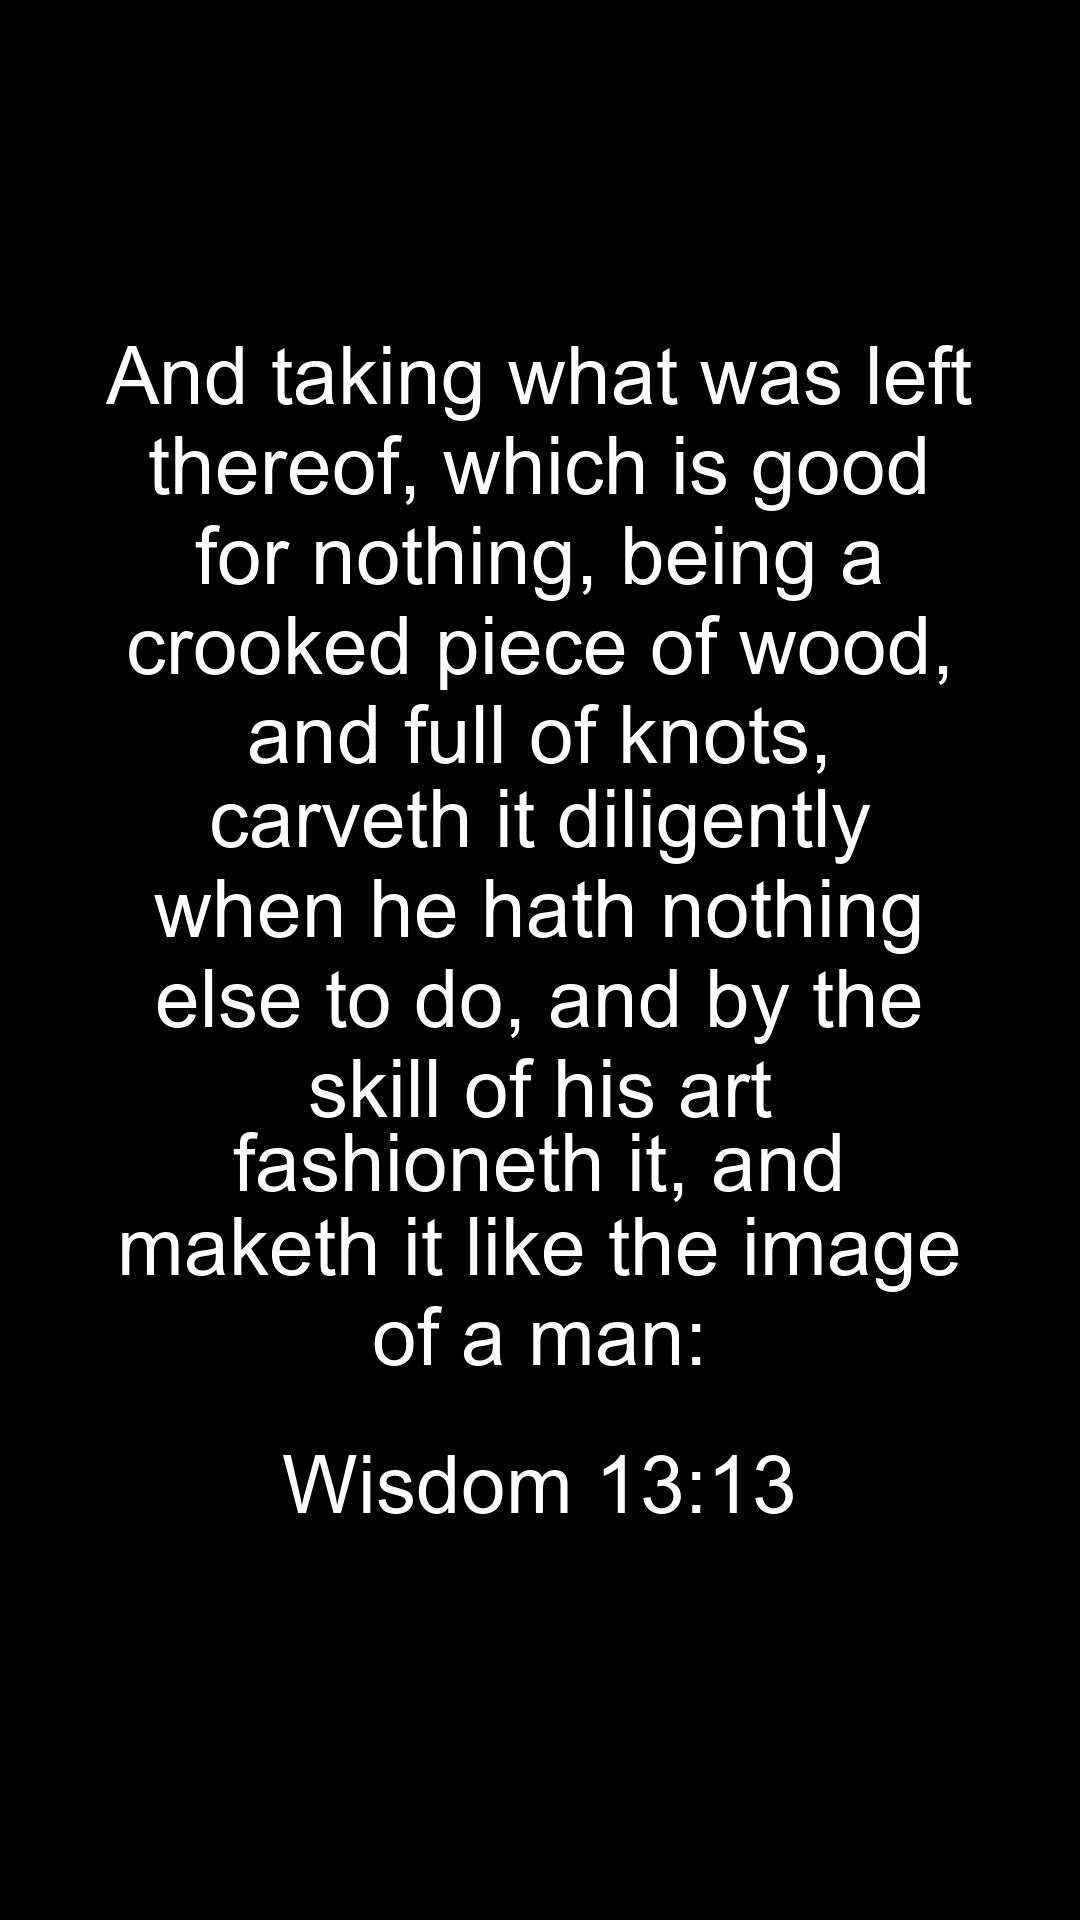 And taking what was left
thereof, which is good
for nothing, being a
crooked piece of wood,
and full of knots,
carveth it diligently
when he hath nothing
else to do, and by the
skill of his art
fashioneth it, and
maketh it like the image
of a man:
Wisdom 13:13